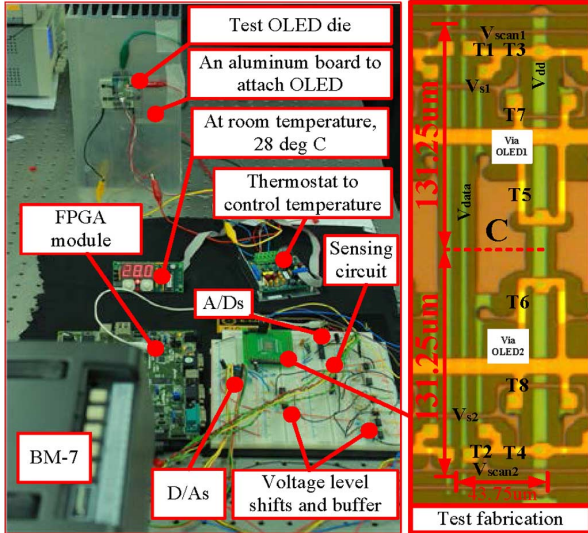 Test OLED die
An aluminum board to
attach OLED
At room temperature,
28 deg C
Thermostat to
control temperature
FPGA
module
Sensing
circuit
A/Ds
28.0
BM-7
D/As
Voltage level
shifts and buffer
Vscan1
T1 T3
Vdd
Vs1
T7
Via
OLED1
131.25um
T5
Vdata
C
T6
Via
OLED2
131.25um
T8
Vs2
T2 T4
Vscan2
43.75um
Test fabrication